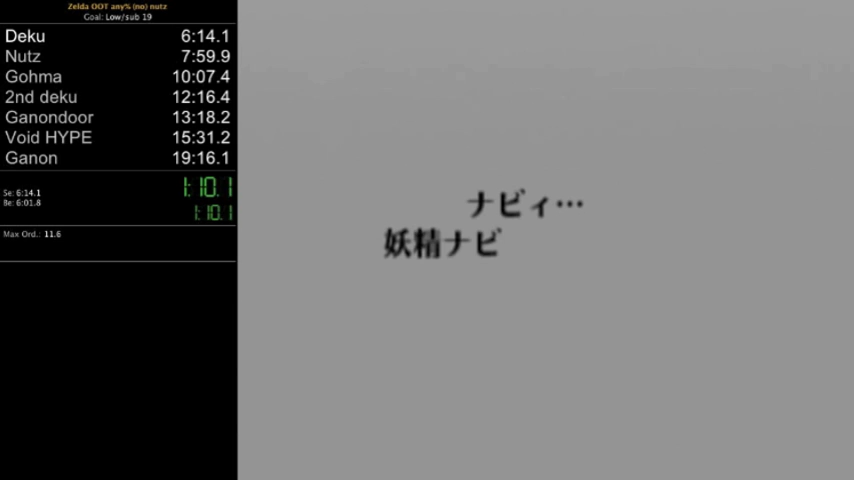 Zelda OOT any% (no) nutz
Goal: Low/sub 19
Deku 6:14.1
Nutz 7:59.9
Gohma 10:07.4
2nd deku 12:16.4
Ganondoor 13:18.2
Void HYPE 15:31.2
Ganon 19:16.1
1:10.1
Se: 6:14.1
Be: 6:01.8
1:10.1
Max Ord.: 11.6
ナビィ…
妖精ナビ